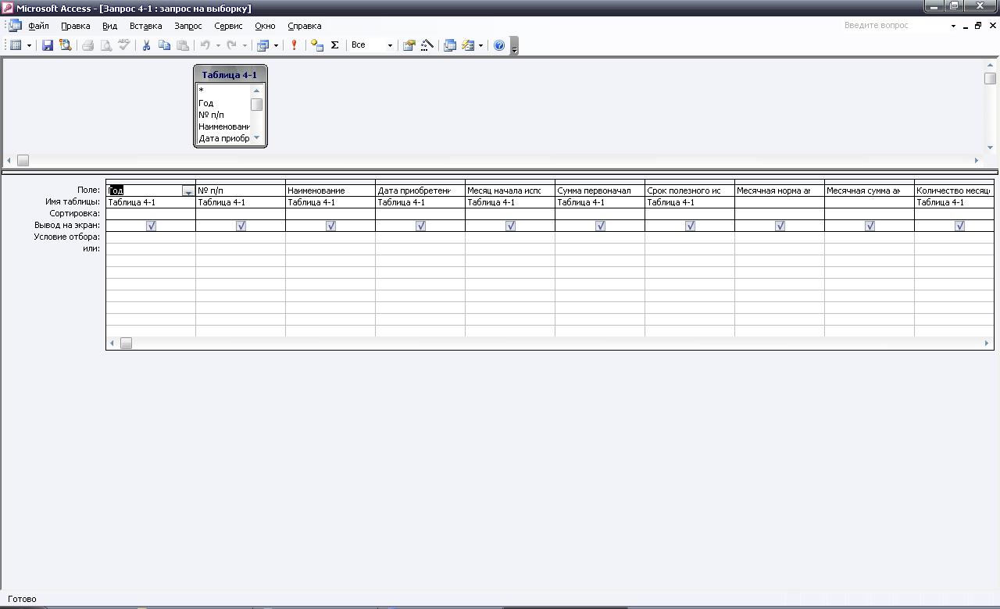 Microsoft Access - [Запрос 4-1 : запрос на выборку]
Файл Правка Вид Вставка Запрос Сервис Окно Справка Введите вопрос
Все
Таблица 4-1
*
Год
№ п/п
Наименовани
Дата приобр
Поле: Год № п/п Наименование Дата приобретени Месяц начала испо Сумма первоначал Срок полезного ис Месячная норма ам Месячная сумма ам Количество месяце
Имя таблицы: Таблица 4-1 Таблица 4-1 Таблица 4-1 Таблица 4-1 Таблица 4-1 Таблица 4-1 Таблица 4-1 Таблица 4-1
Сортировка:
Вывод на экран:
Условие отбора:
или:
Готово